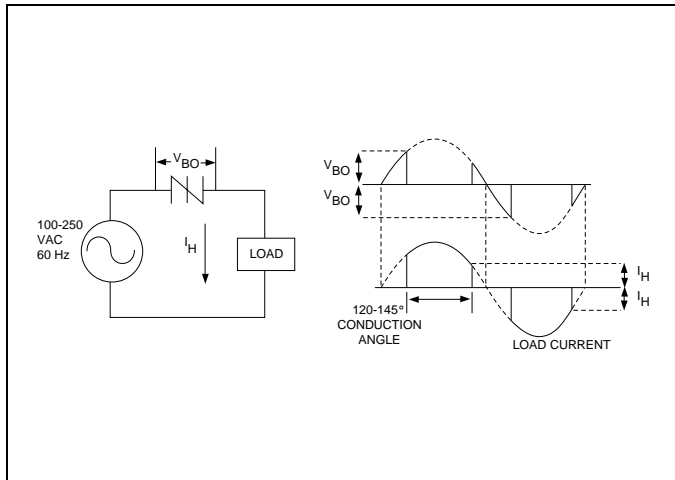 VBO
100-250
VAC
60 Hz
IH
LOAD
VBO
VBO
IH
IH
120-145°
CONDUCTION
ANGLE
LOAD CURRENT